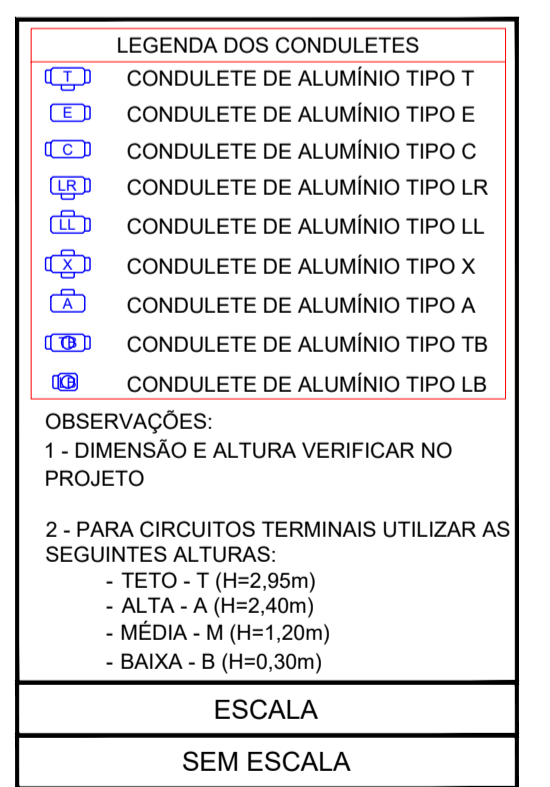 LEGENDA DOS CONDULETES
T CONDULETE DE ALUMÍNIO TIPO T
E CONDULETE DE ALUMÍNIO TIPO E
C CONDULETE DE ALUMÍNIO TIPO C
LR CONDULETE DE ALUMÍNIO TIPO LR
LL CONDULETE DE ALUMÍNIO TIPO LL
X CONDULETE DE ALUMÍNIO TIPO X
A CONDULETE DE ALUMÍNIO TIPO A
TB CONDULETE DE ALUMÍNIO TIPO TB
LB CONDULETE DE ALUMÍNIO TIPO LB
OBSERVAÇÕES:
1 - DIMENSÃO E ALTURA VERIFICAR NO
PROJETO
2 - PARA CIRCUITOS TERMINAIS UTILIZAR AS
SEGUINTES ALTURAS:
- TETO - T (H=2,95m)
- ALTA - A (H=2,40m)
- MÉDIA - M (H=1,20m)
- BAIXA - B (H=0,30m)
ESCALA
SEM ESCALA